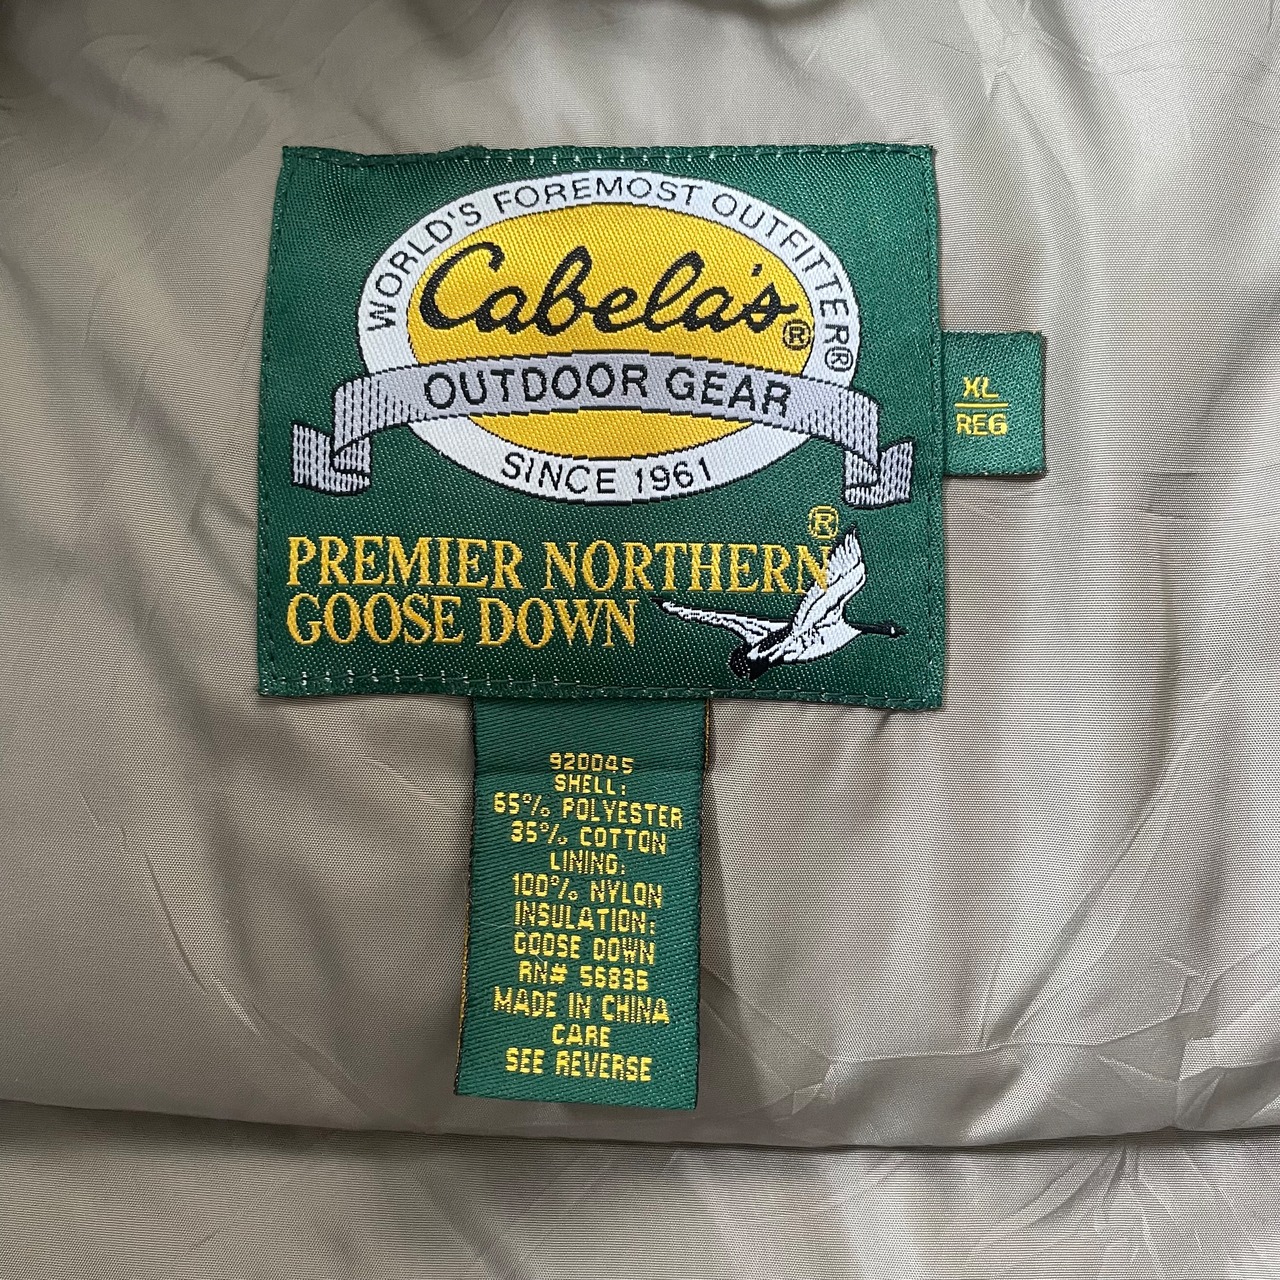 WORLD'S FOREMOST OUTFITTER®
Cabela's®
OUTDOOR GEAR
SINCE 1961
PREMIER NORTHERN®
GOOSE DOWN
XL
REG
920045
SHELL:
65% POLYESTER
35% COTTON
LINING:
100% NYLON
INSULATION:
GOOSE DOWN
RN# 56835
MADE IN CHINA
CARE
SEE REVERSE